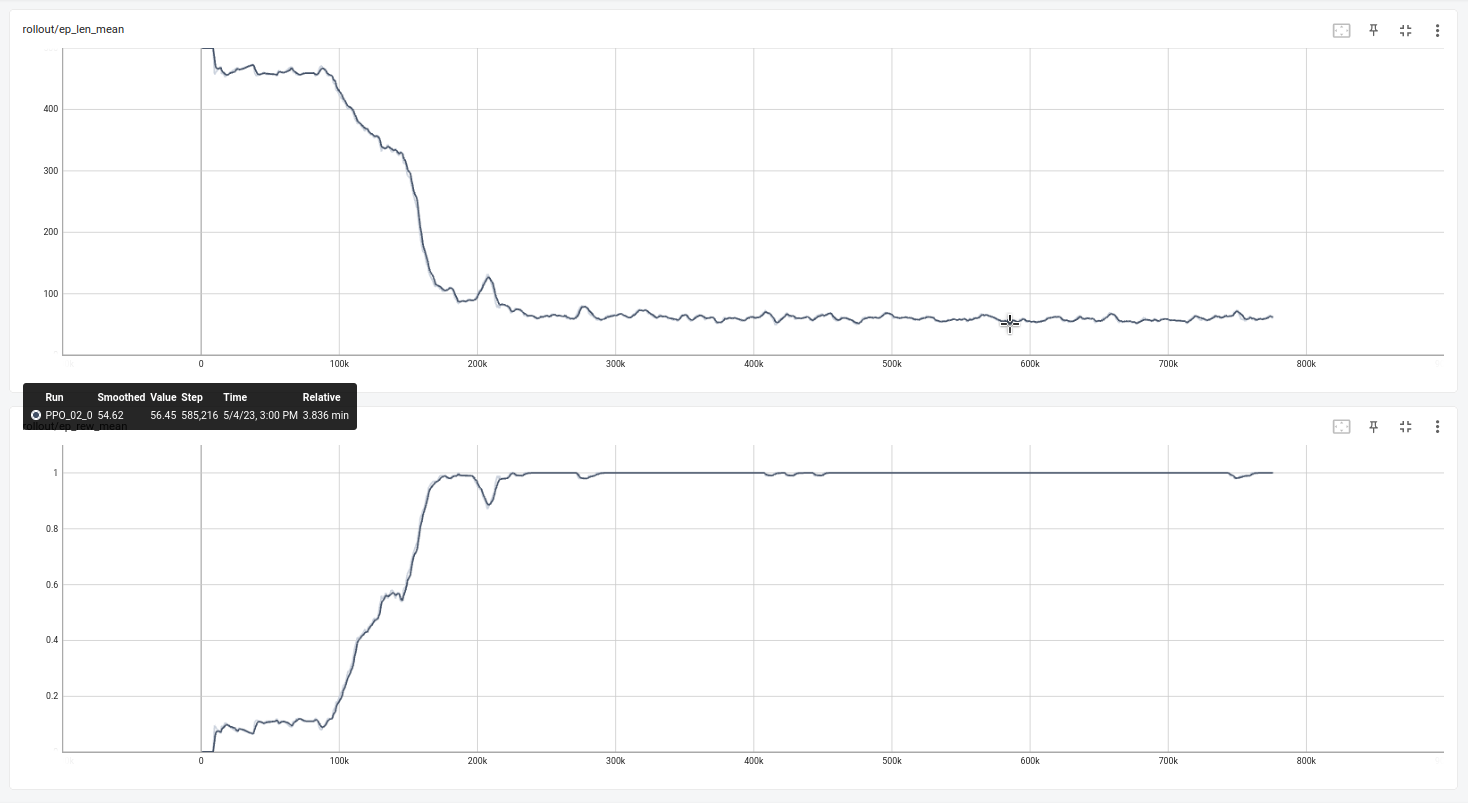 rollout/ep_len_mean
400
300
200
100
0 100k 200k 300k 400k 500k 600k 700k 800k
Run Smoothed Value Step Time Relative
PPO_02_0 54.62 56.45 585,216 5/4/23, 3:00 PM 3.836 min
rollout/ep_rew_mean
1
0.8
0.6
0.4
0.2
0 100k 200k 300k 400k 500k 600k 700k 800k